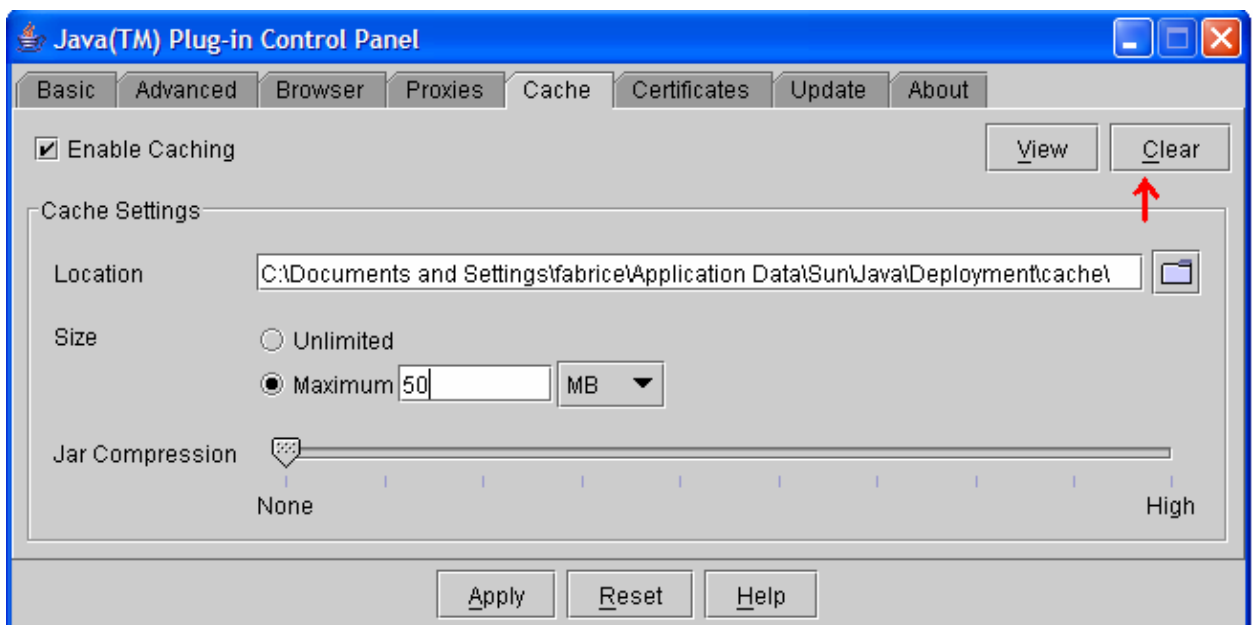 Java(TM) Plug-in Control Panel
Basic Advanced Browser Proxies Cache Certificates Update About
Enable Caching View Clear
Cache Settings
Location C:\Documents and Settings\fabrice\Application Data\Sun\Java\Deployment\cache\
Size Unlimited
Maximum 50 MB
Jar Compression
None High
Apply Reset Help